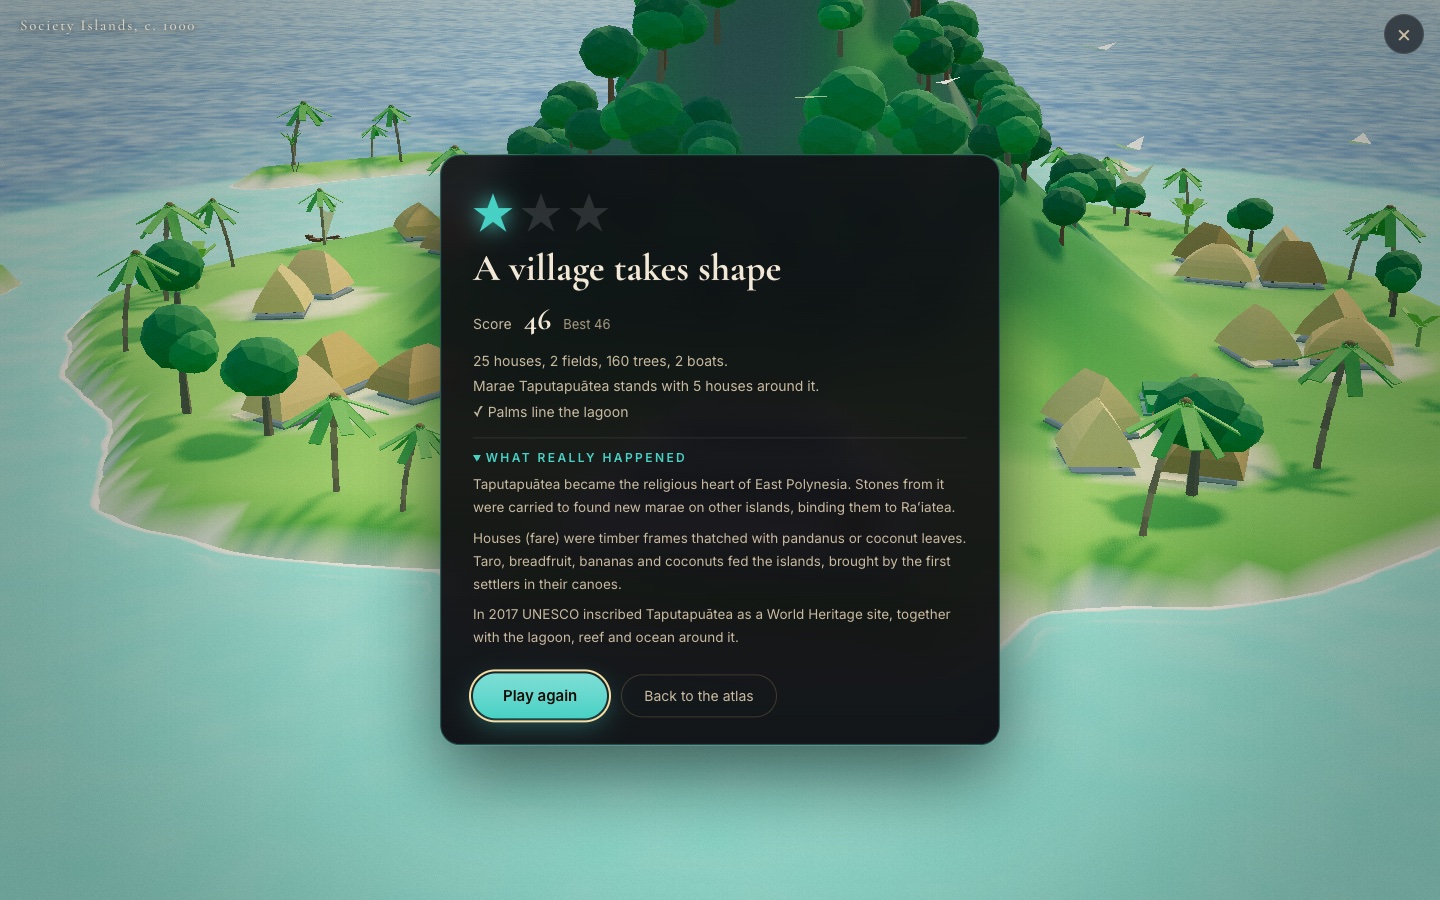 Society Islands, c. 1000
A village takes shape
Score 46 Best 46
25 houses, 2 fields, 160 trees, 2 boats.
Marae Taputapuātea stands with 5 houses around it.
✓ Palms line the lagoon
▾ WHAT REALLY HAPPENED
Taputapuātea became the religious heart of East Polynesia. Stones from it
were carried to found new marae on other islands, binding them to Ra’iatea.
Houses (fare) were timber frames thatched with pandanus or coconut leaves.
Taro, breadfruit, bananas and coconuts fed the islands, brought by the first
settlers in their canoes.
In 2017 UNESCO inscribed Taputapuātea as a World Heritage site, together
with the lagoon, reef and ocean around it.
Play again
Back to the atlas